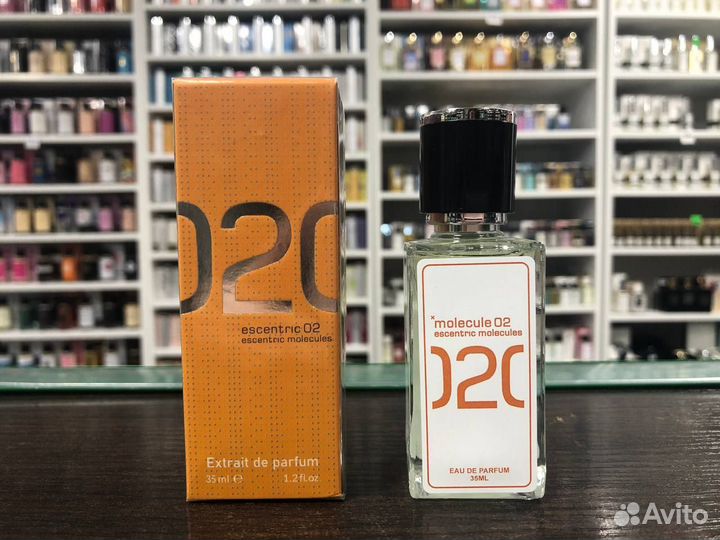 020
escentric 02
escentric molecules
Extrait de parfum
35 ml ℮ 1.2 fl.oz
×molecule 02
escentric molecules
020
EAU DE PARFUM
35ML
Avito